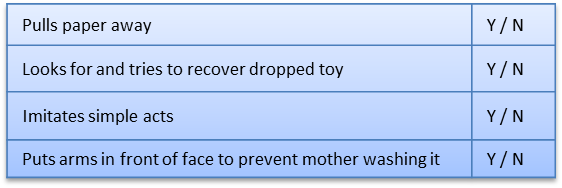 Pulls paper away Y / N
Looks for and tries to recover dropped toy Y / N
Imitates simple acts Y / N
Puts arms in front of face to prevent mother washing it Y / N